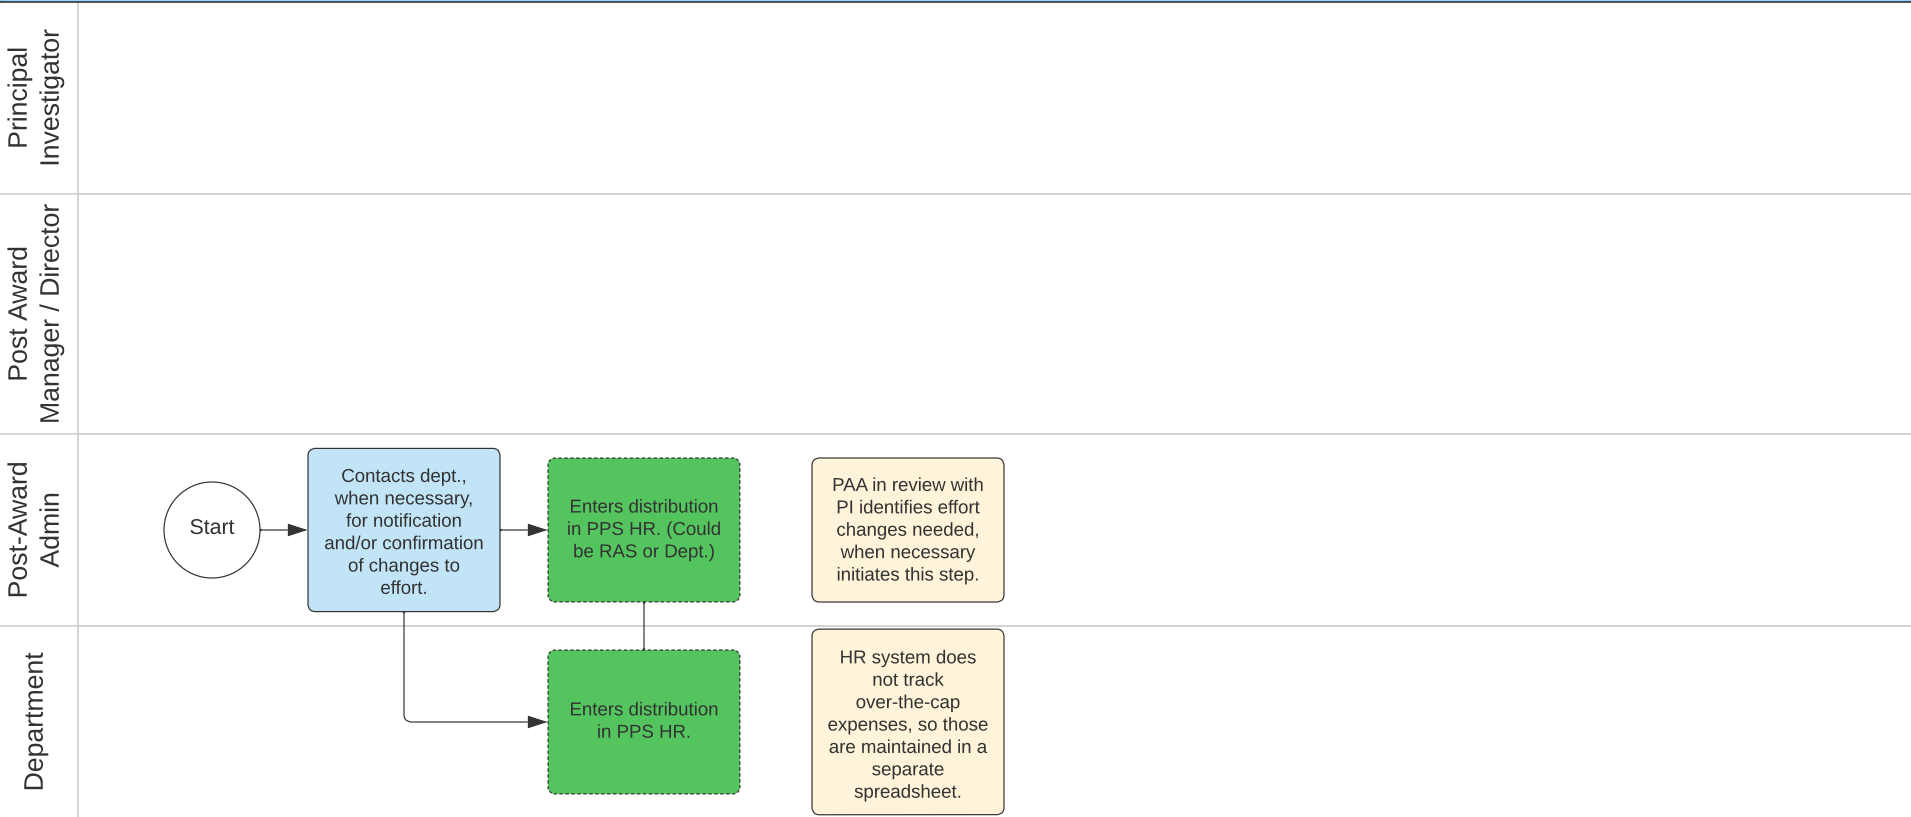 Principal
Investigator
Post Award
Manager / Director
Post-Award
Admin
Start
Contacts dept.,
when necessary,
for notification
and/or confirmation
of changes to
effort.
Enters distribution
in PPS HR. (Could
be RAS or Dept.)
PAA in review with
PI identifies effort
changes needed,
when necessary
initiates this step.
Department
Enters distribution
in PPS HR.
HR system does
not track
over-the-cap
expenses, so those
are maintained in a
separate
spreadsheet.